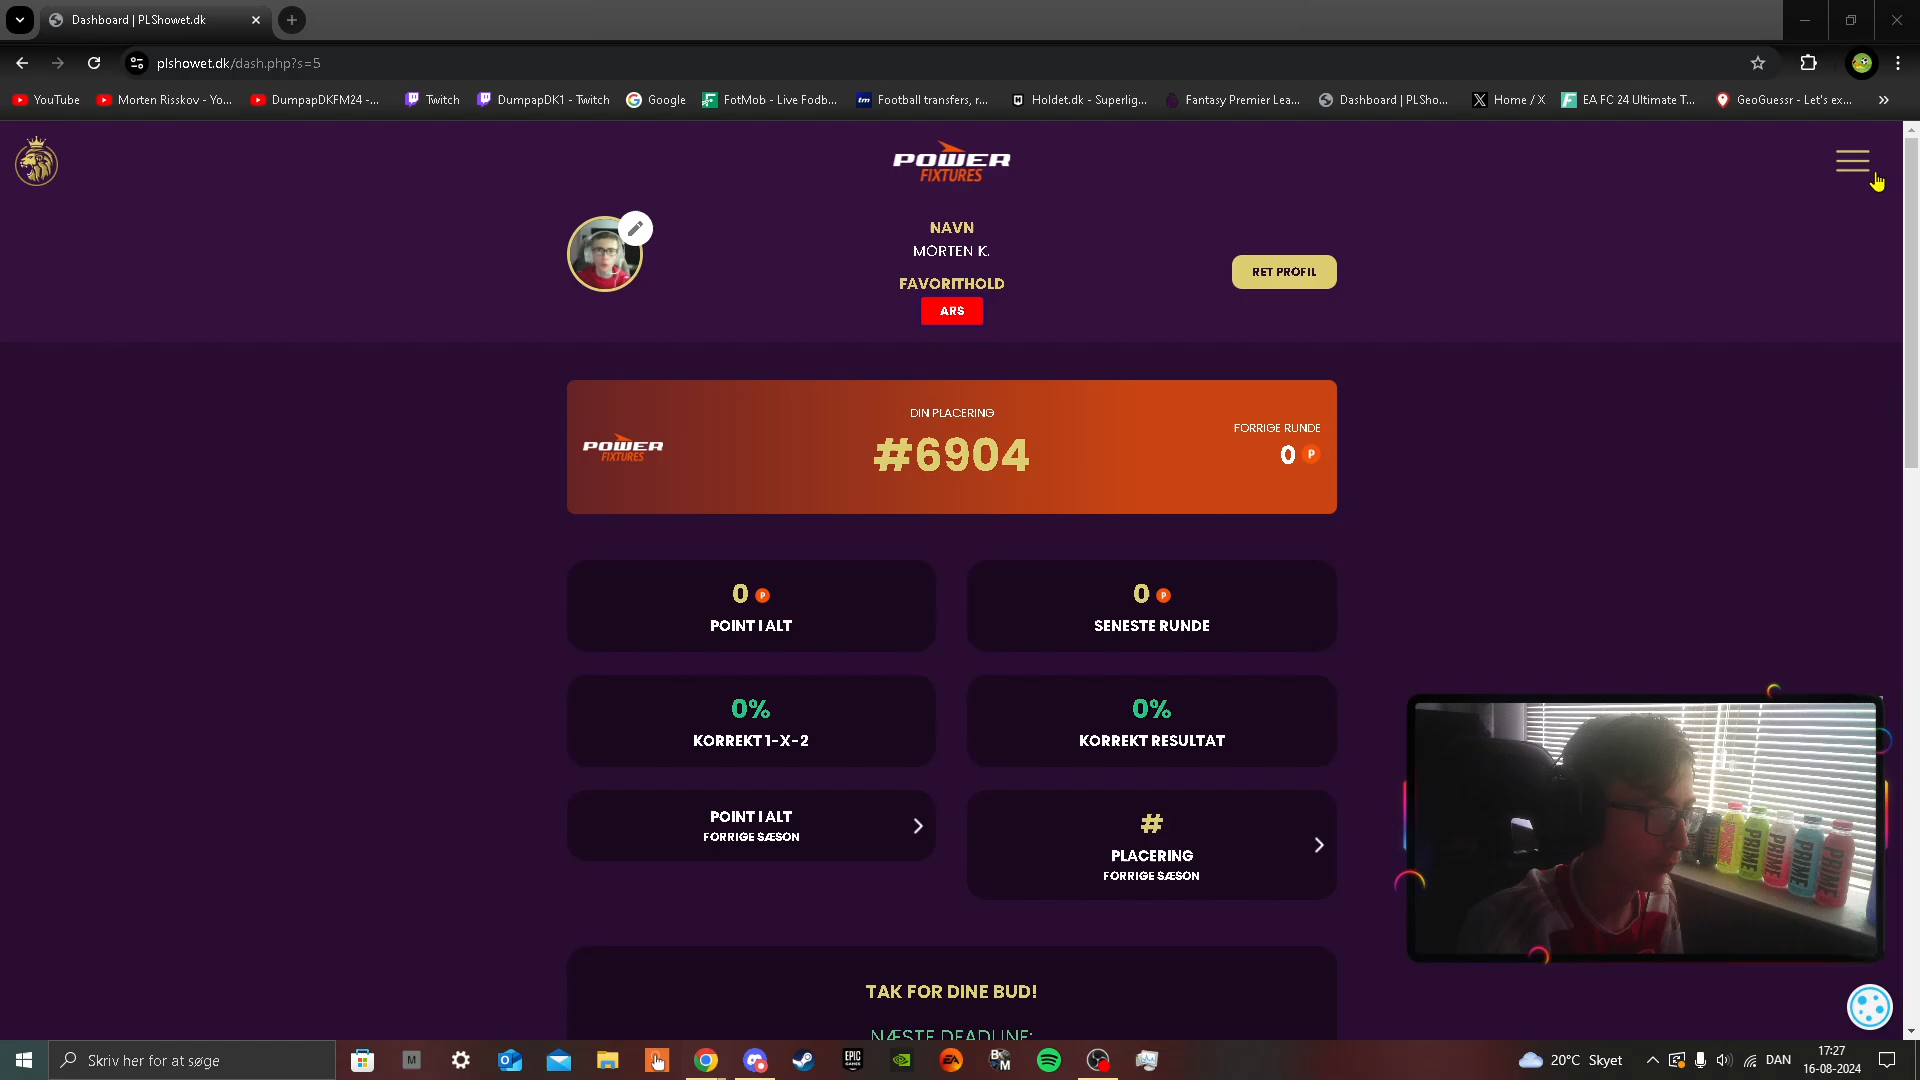 Dashboard | PLShowet.dk
plshowet.dk/dash.php?s=5
YouTube
Morten Risskov - Yo...
DumpapDKFM24 -...
Twitch
DumpapDK1 - Twitch
Google
FotMob - Live Fodb...
Football transfers, r...
Holdet.dk - Superlig...
Fantasy Premier Lea...
Dashboard | PLSho...
Home / X
EA FC 24 Ultimate T...
GeoGuessr - Let's ex...
POWER
FIXTURES
NAVN
MORTEN K.
FAVORITHOLD
ARS
RET PROFIL
POWER
FIXTURES
DIN PLACERING
#6904
FORRIGE RUNDE
0 P
0 P
POINT I ALT
0 P
SENESTE RUNDE
0%
KORREKT 1-X-2
0%
KORREKT RESULTAT
POINT I ALT
FORRIGE SÆSON
#
PLACERING
FORRIGE SÆSON
PRIME
PRIME
PRIME
PRIME
TAK FOR DINE BUD!
NÆSTE DEADLINE:
Skriv her for at søge
20°C Skyet
DAN
17:27
16-08-2024